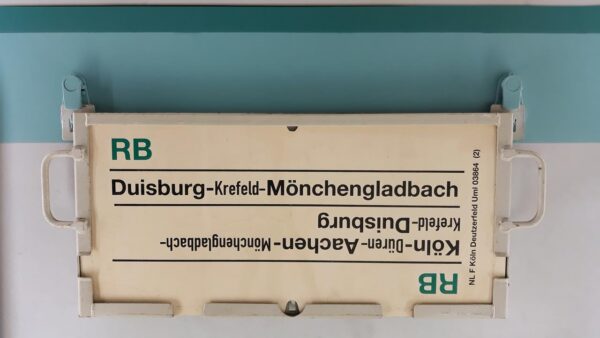 RB
Duisburg-Krefeld-Mönchengladbach
RB
Köln-Düren-Aachen-Mönchengladbach-
Krefeld-Duisburg
NL F Köln Deutzerfeld Uml 03864 (2)